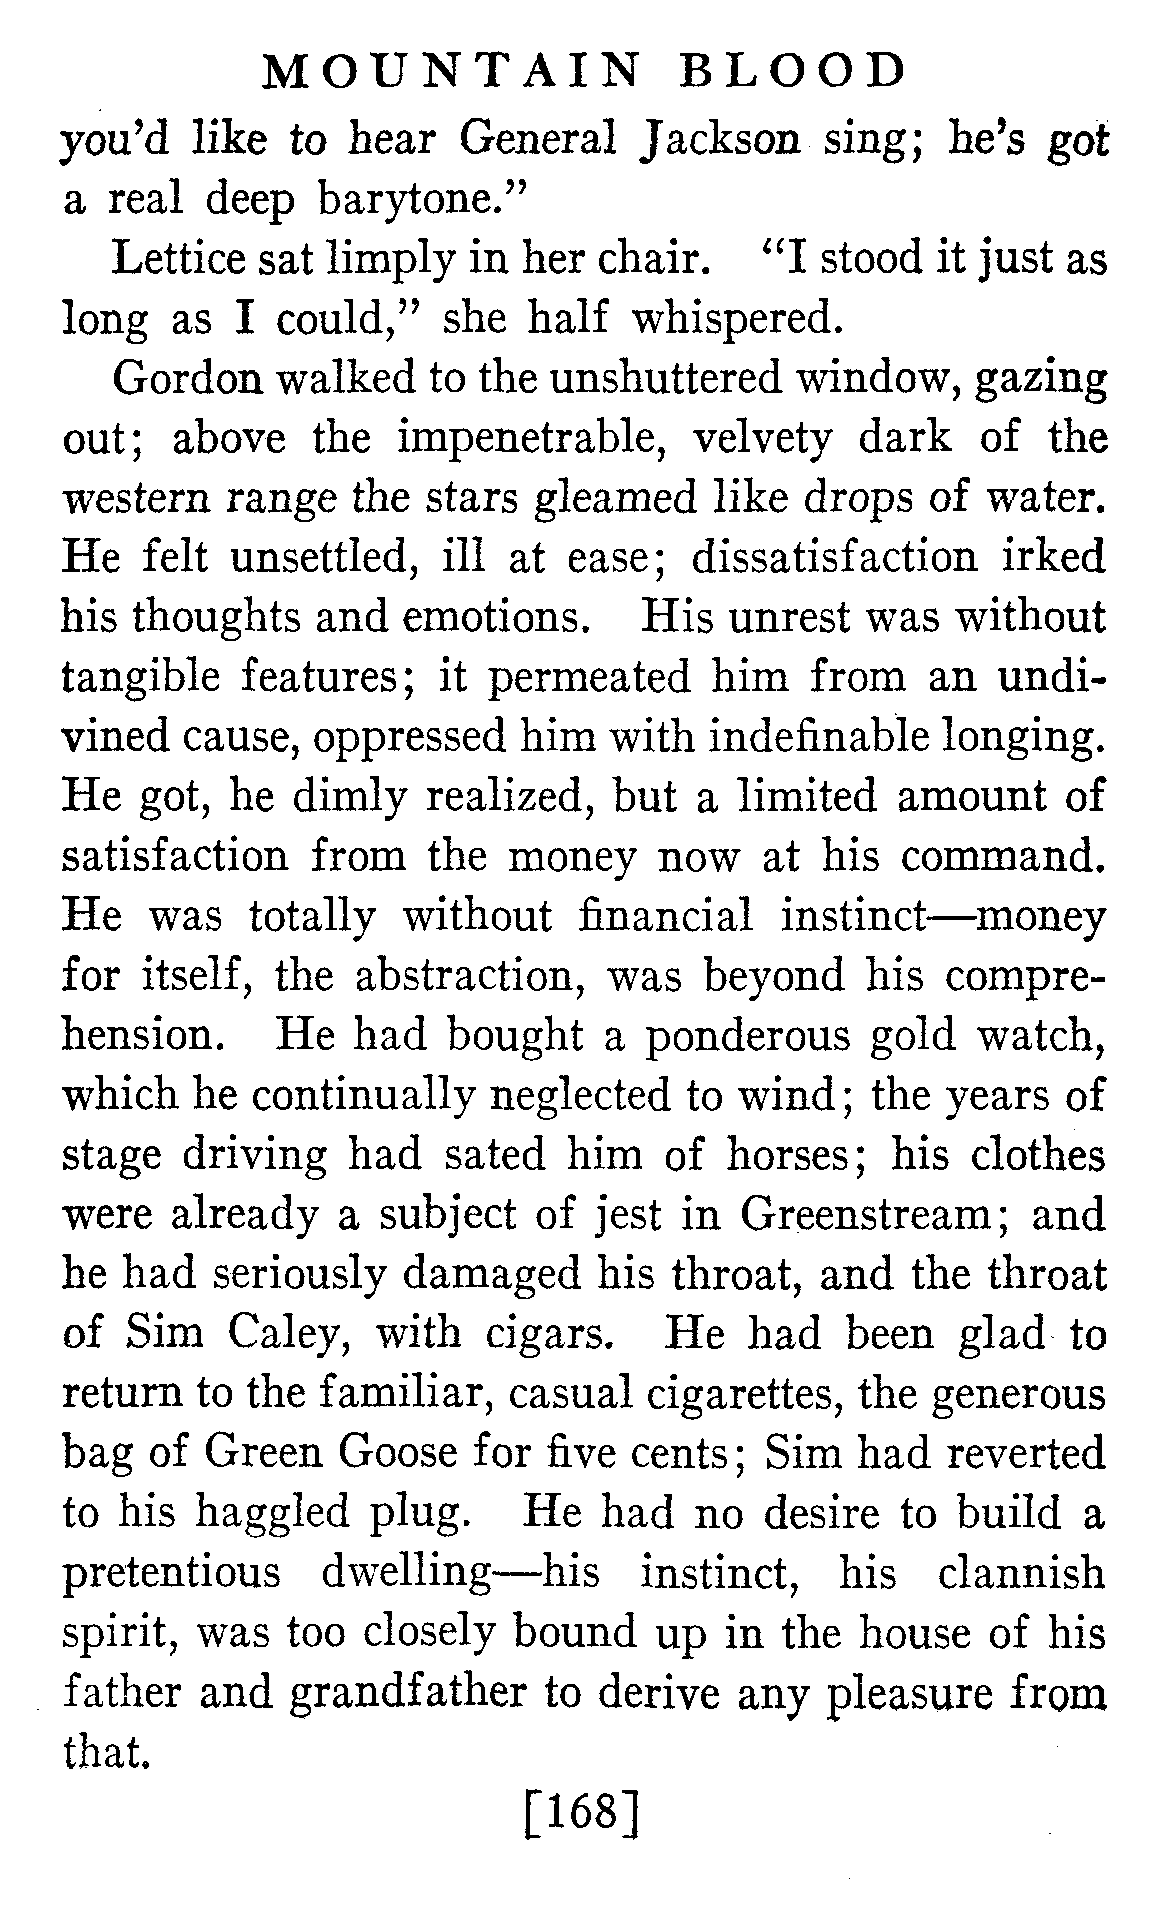 MOUNTAIN BLOOD
you'd like to hear General Jackson sing; he's got
a real deep barytone."
Lettice sat limply in her chair. "I stood it just as
long as I could," she half whispered.
Gordon walked to the unshuttered window, gazing
out; above the impenetrable, velvety dark of the
western range the stars gleamed like drops of water.
He felt unsettled, ill at ease; dissatisfaction irked
his thoughts and emotions. His unrest was without
tangible features; it permeated him from an undi-
vined cause, oppressed him with indefinable longing.
He got, he dimly realized, but a limited amount of
satisfaction from the money now at his command.
He was totally without financial instinct—money
for itself, the abstraction, was beyond his compre-
hension. He had bought a ponderous gold watch,
which he continually neglected to wind; the years of
stage driving had sated him of horses; his clothes
were already a subject of jest in Greenstream; and
he had seriously damaged his throat, and the throat
of Sim Caley, with cigars. He had been glad to
return to the familiar, casual cigarettes, the generous
bag of Green Goose for five cents; Sim had reverted
to his haggled plug. He had no desire to build a
pretentious dwelling—his instinct, his clannish
spirit, was too closely bound up in the house of his
father and grandfather to derive any pleasure from
that.
[168]